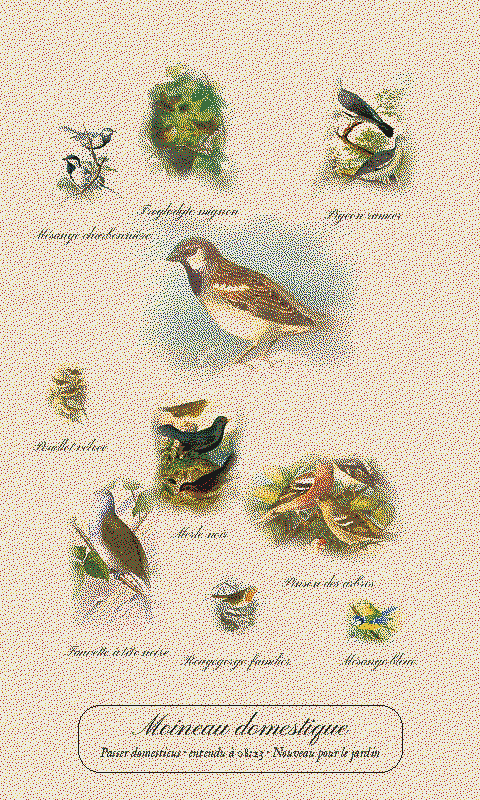 Troglodyte mignon
Pigeon ramier
Mésange charbonnière
Pouillot véloce
Merle noir
Pinson des arbres
Fauvette à tête noire
Rougegorge familier
Mésange bleue
Moineau domestique
Passer domesticus · entendu à 08:23 · Nouveau pour le jardin